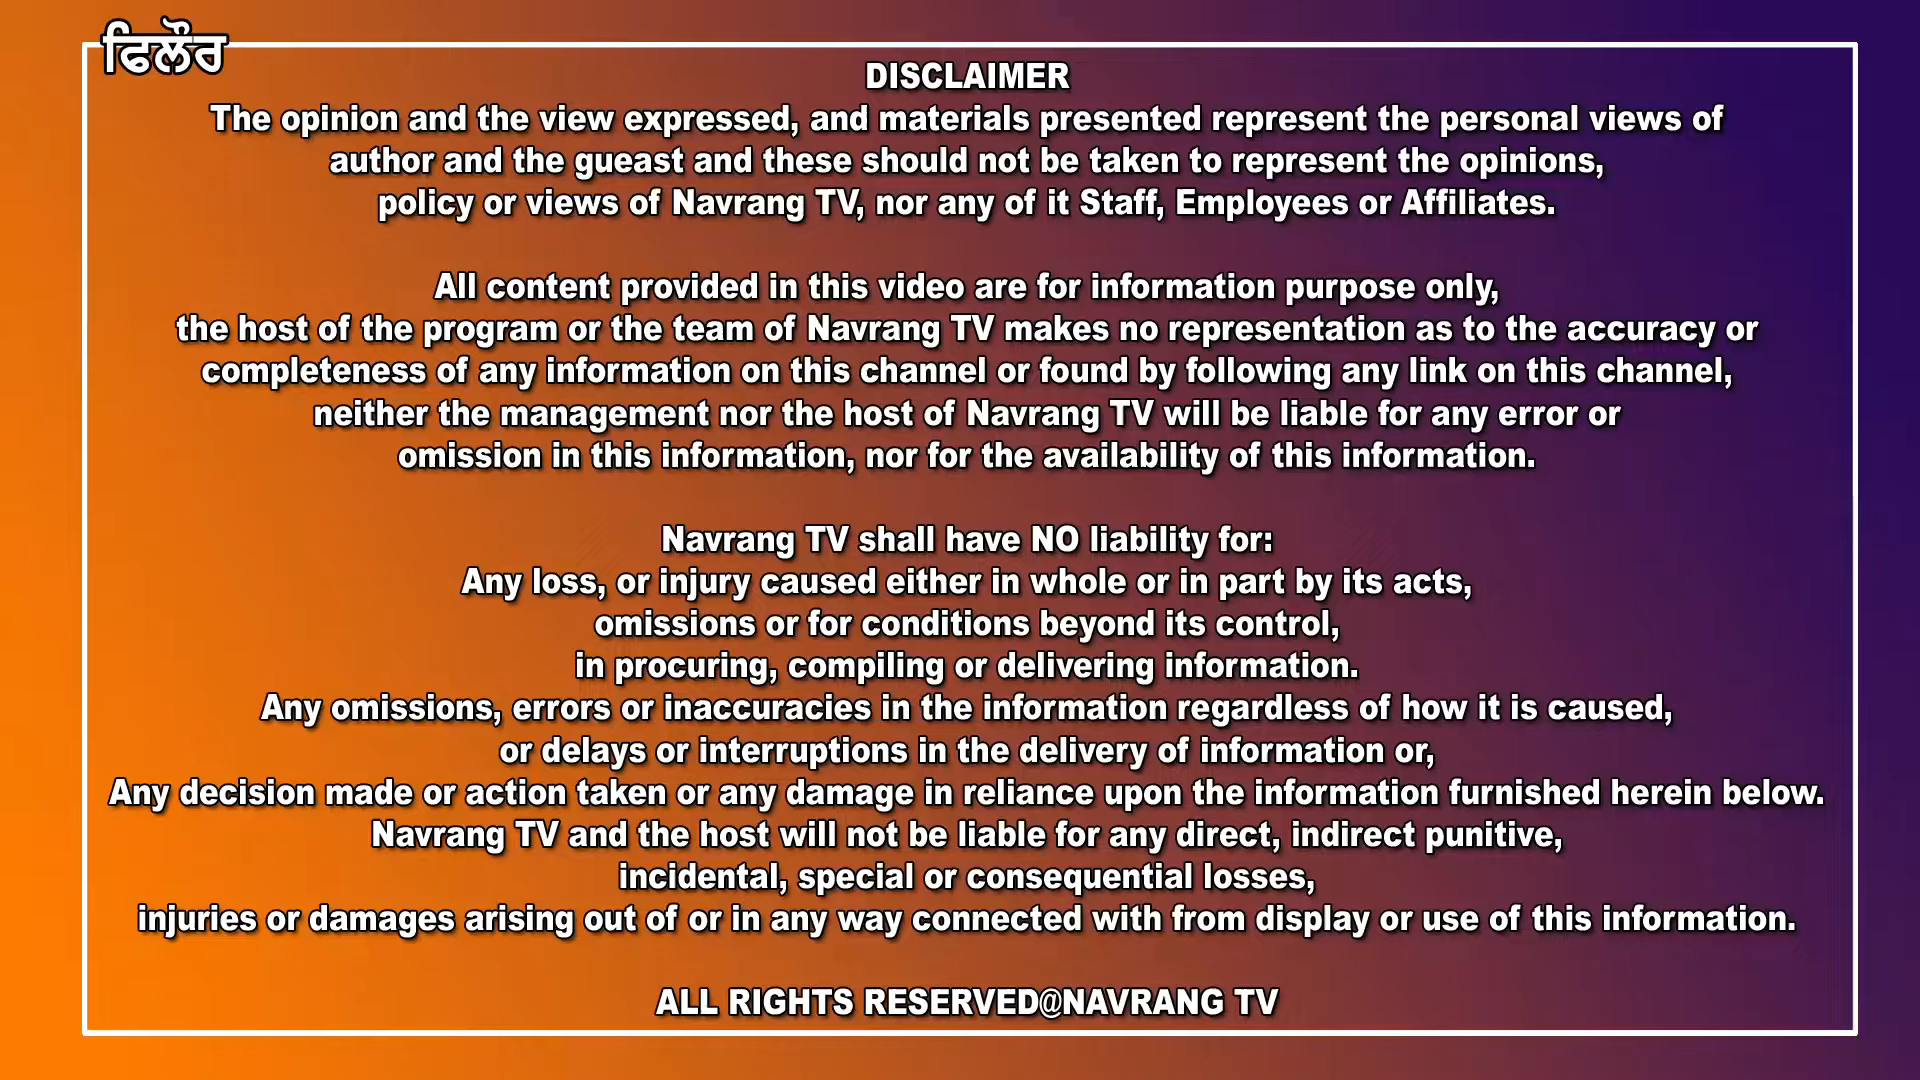 ਫਿਲੌਰ
DISCLAIMER
The opinion and the view expressed, and materials presented represent the personal views of
author and the gueast and these should not be taken to represent the opinions,
policy or views of Navrang TV, nor any of it Staff, Employees or Affiliates.
All content provided in this video are for information purpose only,
the host of the program or the team of Navrang TV makes no representation as to the accuracy or
completeness of any information on this channel or found by following any link on this channel,
neither the management nor the host of Navrang TV will be liable for any error or
omission in this information, nor for the availability of this information.
Navrang TV shall have NO liability for:
Any loss, or injury caused either in whole or in part by its acts,
omissions or for conditions beyond its control,
in procuring, compiling or delivering information.
Any omissions, errors or inaccuracies in the information regardless of how it is caused,
or delays or interruptions in the delivery of information or,
Any decision made or action taken or any damage in reliance upon the information furnished herein below.
Navrang TV and the host will not be liable for any direct, indirect punitive,
incidental, special or consequential losses,
injuries or damages arising out of or in any way connected with from display or use of this information.
ALL RIGHTS RESERVED@NAVRANG TV